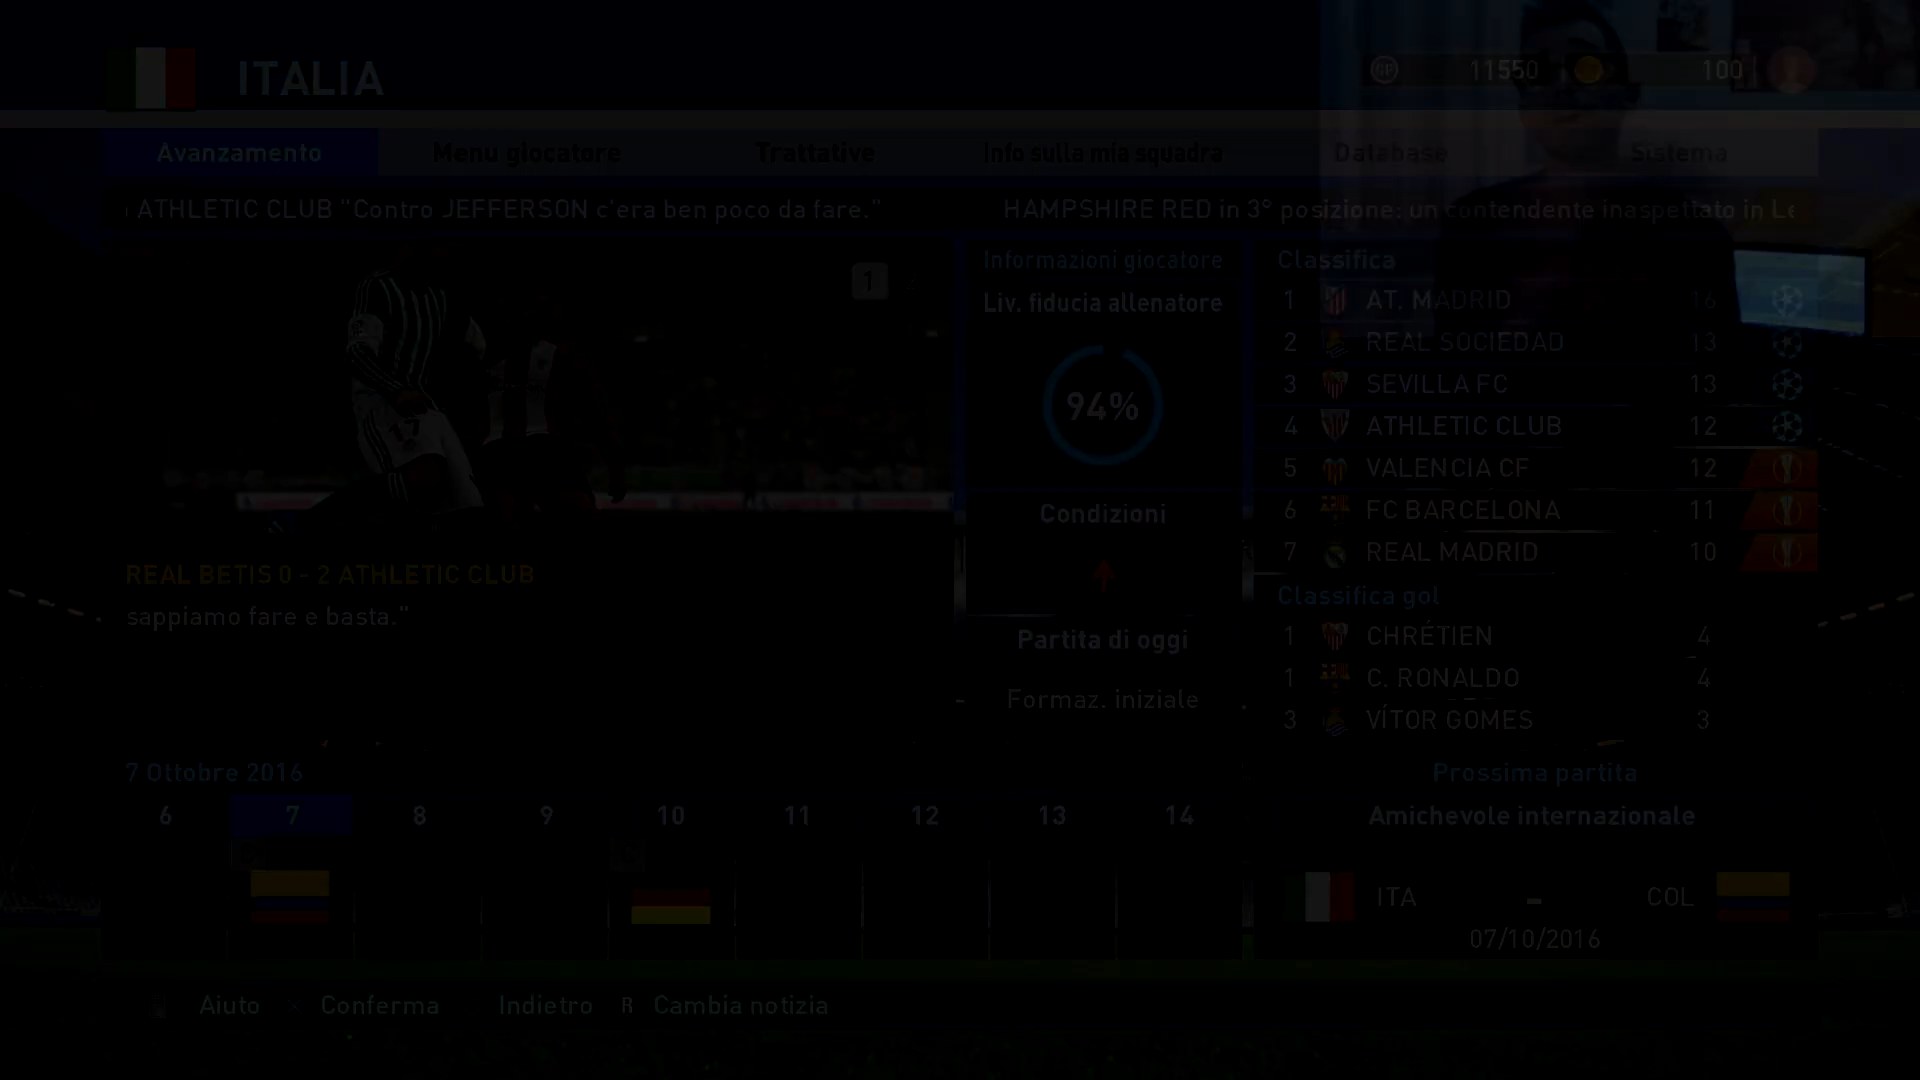 ITALIA
11550
100
Avanzamento
Menu giocatore
Trattative
Info sulla mia squadra
Database
Sistema
ATHLETIC CLUB "Contro JEFFERSON c'era ben poco da fare."
HAMPSHIRE RED in 3° posizione: un contendente inaspettato in Le
1
REAL BETIS 0 - 2 ATHLETIC CLUB
sappiamo fare e basta."
Informazioni giocatore
Liv. fiducia allenatore
94%
Condizioni
Partita di oggi
- Formaz. iniziale
Classifica
1 AT. MADRID 16
2 REAL SOCIEDAD 13
3 SEVILLA FC 13
4 ATHLETIC CLUB 12
5 VALENCIA CF 12
6 FC BARCELONA 11
7 REAL MADRID 10
Classifica gol
1 CHRÉTIEN 4
1 C. RONALDO 4
3 VÍTOR GOMES 3
7 Ottobre 2016
6 7 8 9 10 11 12 13 14
Prossima partita
Amichevole internazionale
ITA - COL
07/10/2016
Aiuto
Conferma
Indietro
R Cambia notizia